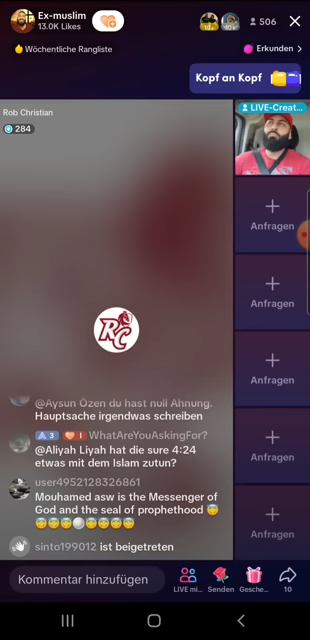 Ex-muslim
13.0K Likes
506
Wöchentliche Rangliste
Erkunden >
Kopf an Kopf
Rob Christian
284
LIVE-Creat...
Anfragen
Anfragen
Anfragen
Anfragen
Anfragen
RC
@Aysun Özen du hast null Ahnung.
Hauptsache irgendwas schreiben
3 1 WhatAreYouAskingFor?
@Aliyah Liyah hat die sure 4:24
etwas mit dem Islam zutun?
user4952128326861
Mouhamed asw is the Messenger of
God and the seal of prophethood
sinto199012 ist beigetreten
Kommentar hinzufügen
LIVE mi...
Senden
Gesche...
10